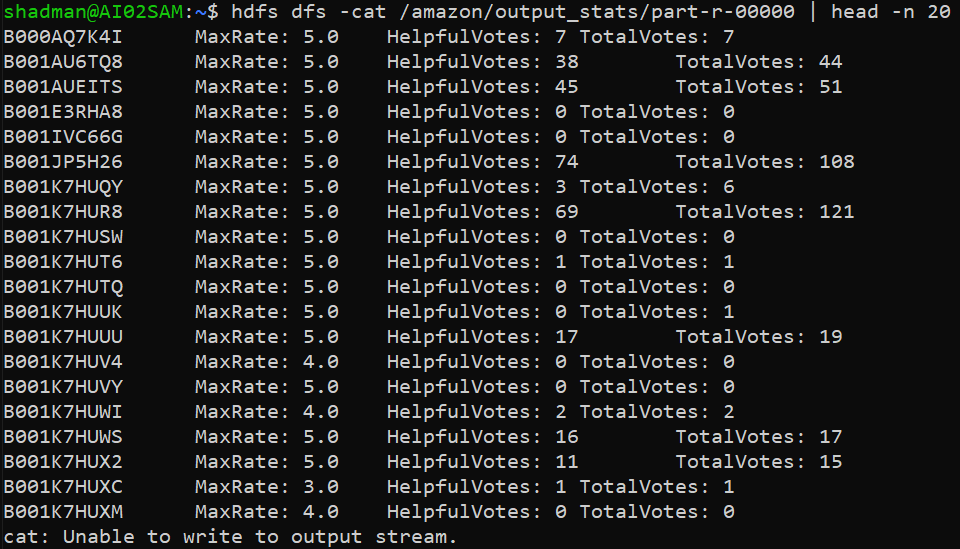 shadman@AI02SAM:~$ hdfs dfs -cat /amazon/output_stats/part-r-00000 | head -n 20
B000AQ7K4I MaxRate: 5.0 HelpfulVotes: 7 TotalVotes: 7
B001AU6TQ8 MaxRate: 5.0 HelpfulVotes: 38 TotalVotes: 44
B001AUEITS MaxRate: 5.0 HelpfulVotes: 45 TotalVotes: 51
B001E3RHA8 MaxRate: 5.0 HelpfulVotes: 0 TotalVotes: 0
B001IVC66G MaxRate: 5.0 HelpfulVotes: 0 TotalVotes: 0
B001JP5H26 MaxRate: 5.0 HelpfulVotes: 74 TotalVotes: 108
B001K7HUQY MaxRate: 5.0 HelpfulVotes: 3 TotalVotes: 6
B001K7HUR8 MaxRate: 5.0 HelpfulVotes: 69 TotalVotes: 121
B001K7HUSW MaxRate: 5.0 HelpfulVotes: 0 TotalVotes: 0
B001K7HUT6 MaxRate: 5.0 HelpfulVotes: 1 TotalVotes: 1
B001K7HUTQ MaxRate: 5.0 HelpfulVotes: 0 TotalVotes: 0
B001K7HUUK MaxRate: 5.0 HelpfulVotes: 0 TotalVotes: 1
B001K7HUUU MaxRate: 5.0 HelpfulVotes: 17 TotalVotes: 19
B001K7HUV4 MaxRate: 4.0 HelpfulVotes: 0 TotalVotes: 0
B001K7HUVY MaxRate: 5.0 HelpfulVotes: 0 TotalVotes: 0
B001K7HUWI MaxRate: 4.0 HelpfulVotes: 2 TotalVotes: 2
B001K7HUWS MaxRate: 5.0 HelpfulVotes: 16 TotalVotes: 17
B001K7HUX2 MaxRate: 5.0 HelpfulVotes: 11 TotalVotes: 15
B001K7HUXC MaxRate: 3.0 HelpfulVotes: 1 TotalVotes: 1
B001K7HUXM MaxRate: 4.0 HelpfulVotes: 0 TotalVotes: 0
cat: Unable to write to output stream.